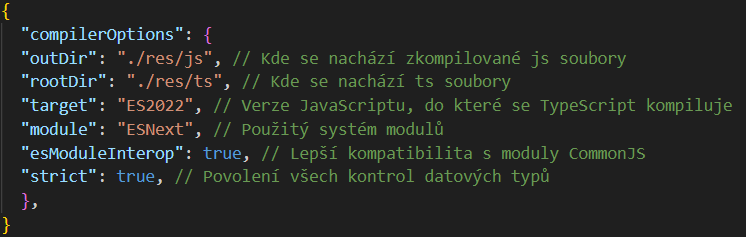 {
"compilerOptions": {
"outDir": "./res/js", // Kde se nachází zkompilované js soubory
"rootDir": "./res/ts", // Kde se nachází ts soubory
"target": "ES2022", // Verze JavaScriptu, do které se TypeScript kompiluje
"module": "ESNext", // Použitý systém modulů
"esModuleInterop": true, // Lepší kompatibilita s moduly CommonJS
"strict": true, // Povolení všech kontrol datových typů
},
}